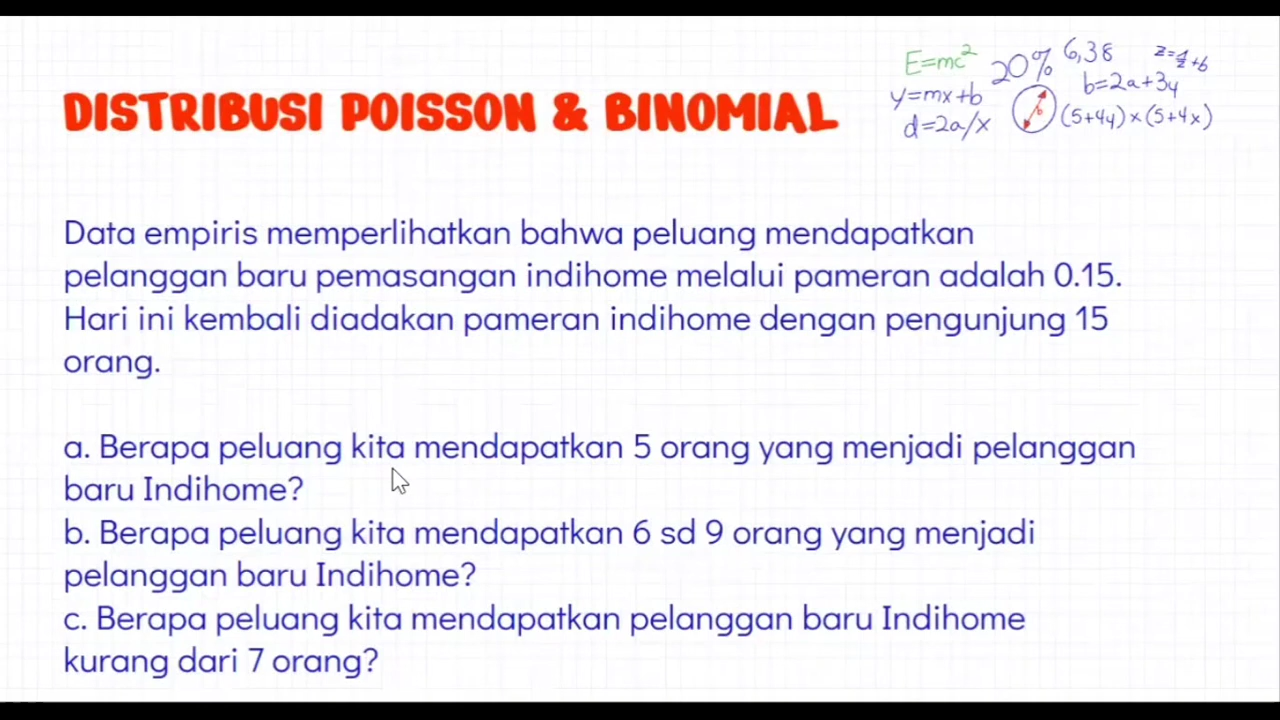 DISTRIBUSI POISSON & BINOMIAL
E=mc²
20%
6,38
y=mx+b
b=2a+3y
d=2a/x
(5+4y)×(5+4x)
Data empiris memperlihatkan bahwa peluang mendapatkan
pelanggan baru pemasangan indihome melalui pameran adalah 0.15.
Hari ini kembali diadakan pameran indihome dengan pengunjung 15
orang.
a. Berapa peluang kita mendapatkan 5 orang yang menjadi pelanggan
baru Indihome?
b. Berapa peluang kita mendapatkan 6 sd 9 orang yang menjadi
pelanggan baru Indihome?
c. Berapa peluang kita mendapatkan pelanggan baru Indihome
kurang dari 7 orang?